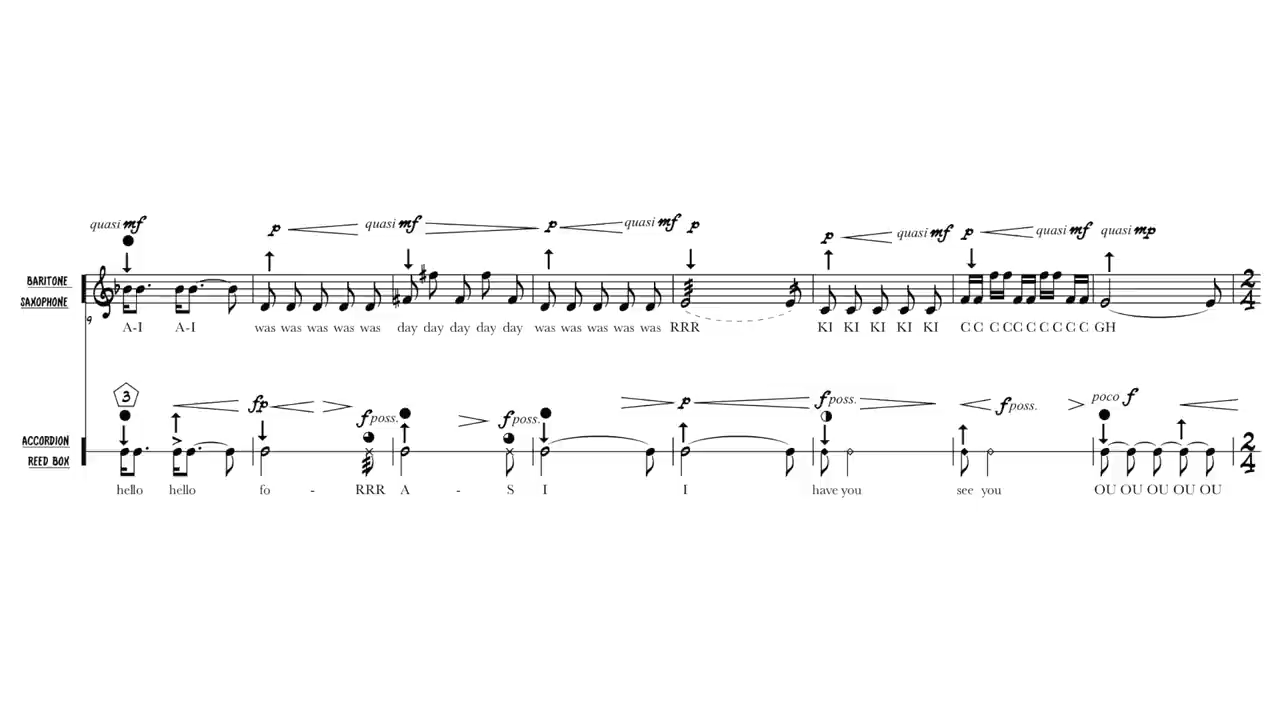 quasi mf p quasi mf p quasi mf p p quasi mf p quasi mf quasi mp
BARITONE
SAXOPHONE
2
4
9
A-I A-I was was was was was day day day day day was was was was was RRR KI KI KI KI KI C C C C C C C C C C GH
3 fp f poss. f poss. p f poss. f poss. poco f
ACCORDION
REED BOX
2
4
hello hello fo - RRR A - S I I have you see you OU OU OU OU OU